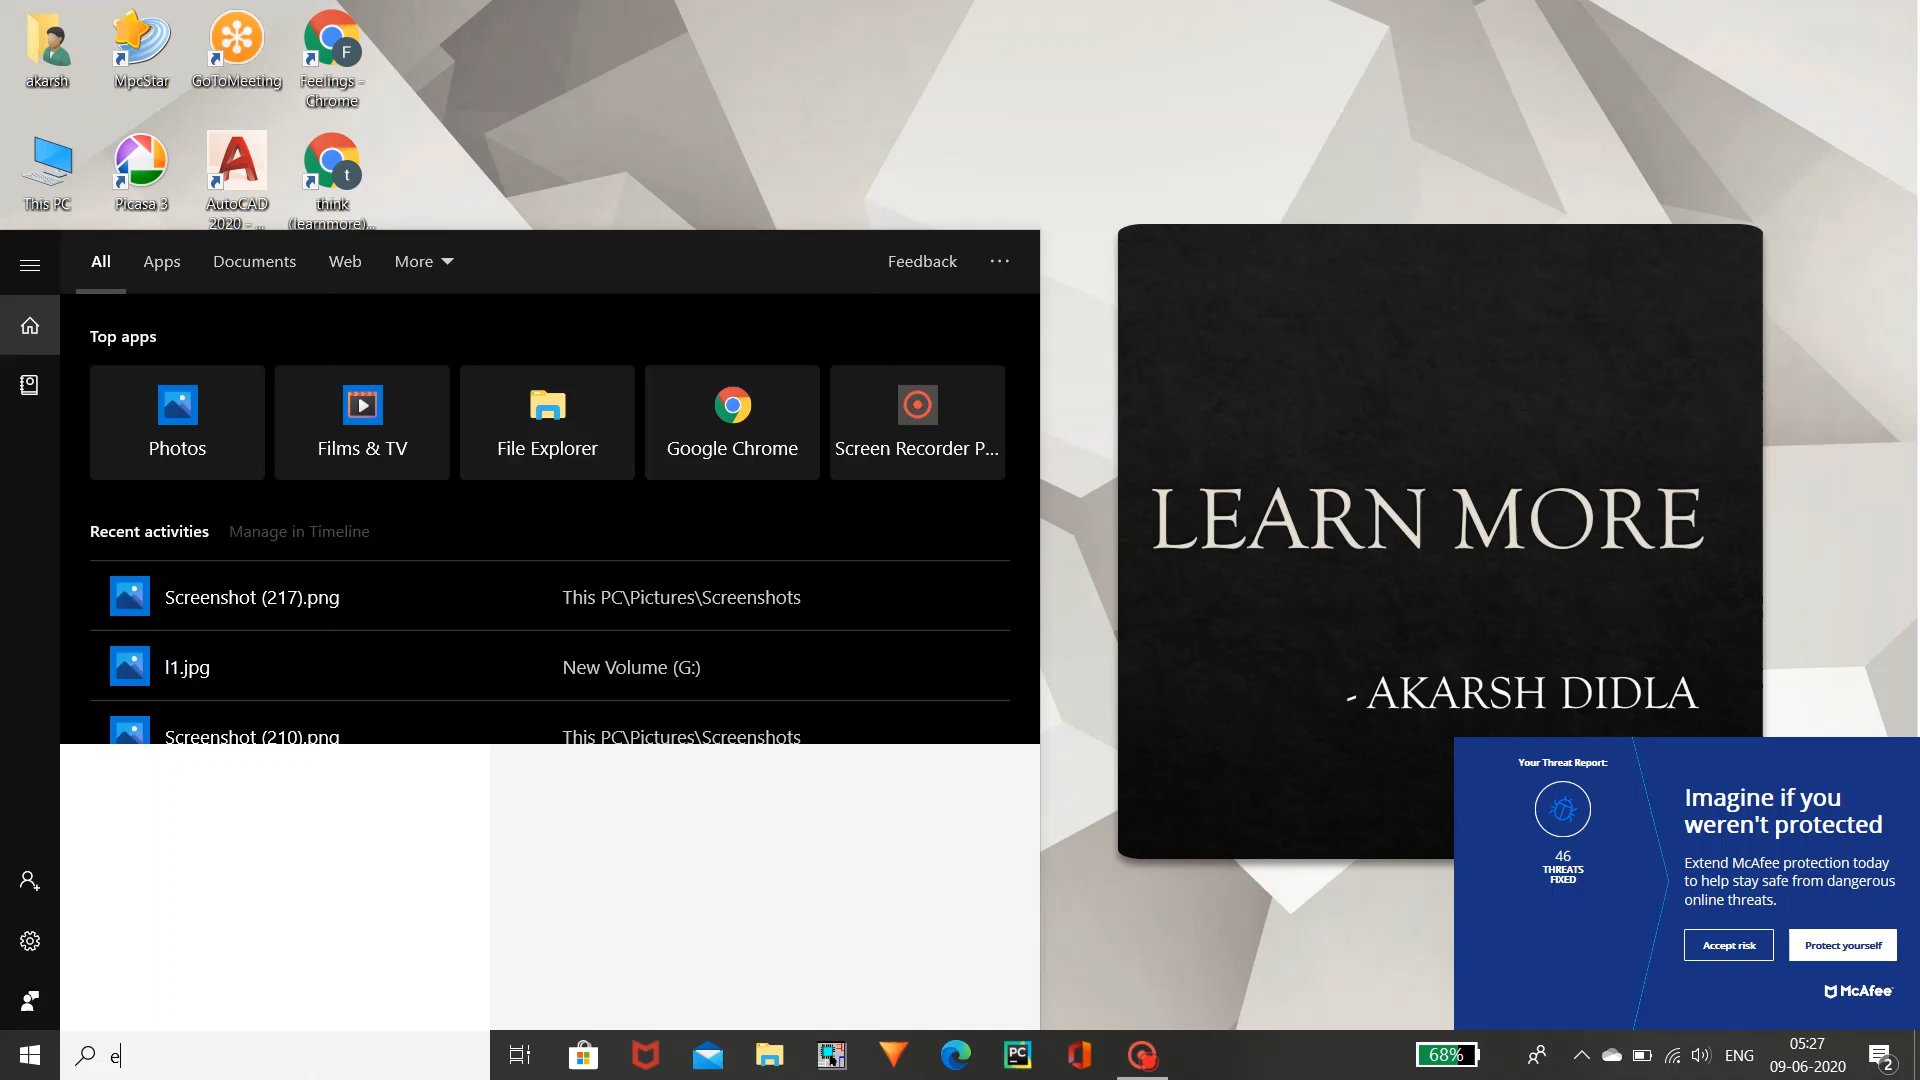 akarsh
MpcStar
GoToMeeting
Feelings -
Chrome
F
This PC
Picasa 3
AutoCAD
2020 - ...
think
(learnmore)...
t
All
Apps
Documents
Web
More
Feedback
...
Top apps
Photos
Films & TV
File Explorer
Google Chrome
Screen Recorder P...
Recent activities
Manage in Timeline
Screenshot (217).png
This PC\Pictures\Screenshots
l1.jpg
New Volume (G:)
Screenshot (210).png
This PC\Pictures\Screenshots
LEARN MORE
- AKARSH DIDLA
Your Threat Report:
46
THREATS
FIXED
Imagine if you
weren't protected
Extend McAfee protection today
to help stay safe from dangerous
online threats.
Accept risk
Protect yourself
McAfee
e
PC
68%
ENG
05:27
09-06-2020
2